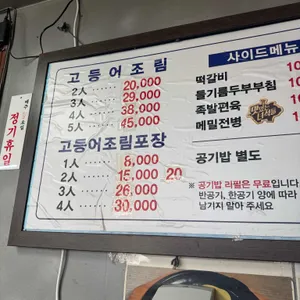 고등어조림
2人 20,000
3人 29,000
4人 38,000
5人 45,000
고등어조림포장
1人 8,000
2人 15,000 20
3人 26,000
4人 30,000
사이드메뉴
떡갈비
들기름두부부침
족발편육
메밀전병
공기밥 별도
※ 공기밥 리필은 무료입니다
반공기, 한공기 양에 따라
남기지 말아 주세요
정기휴일